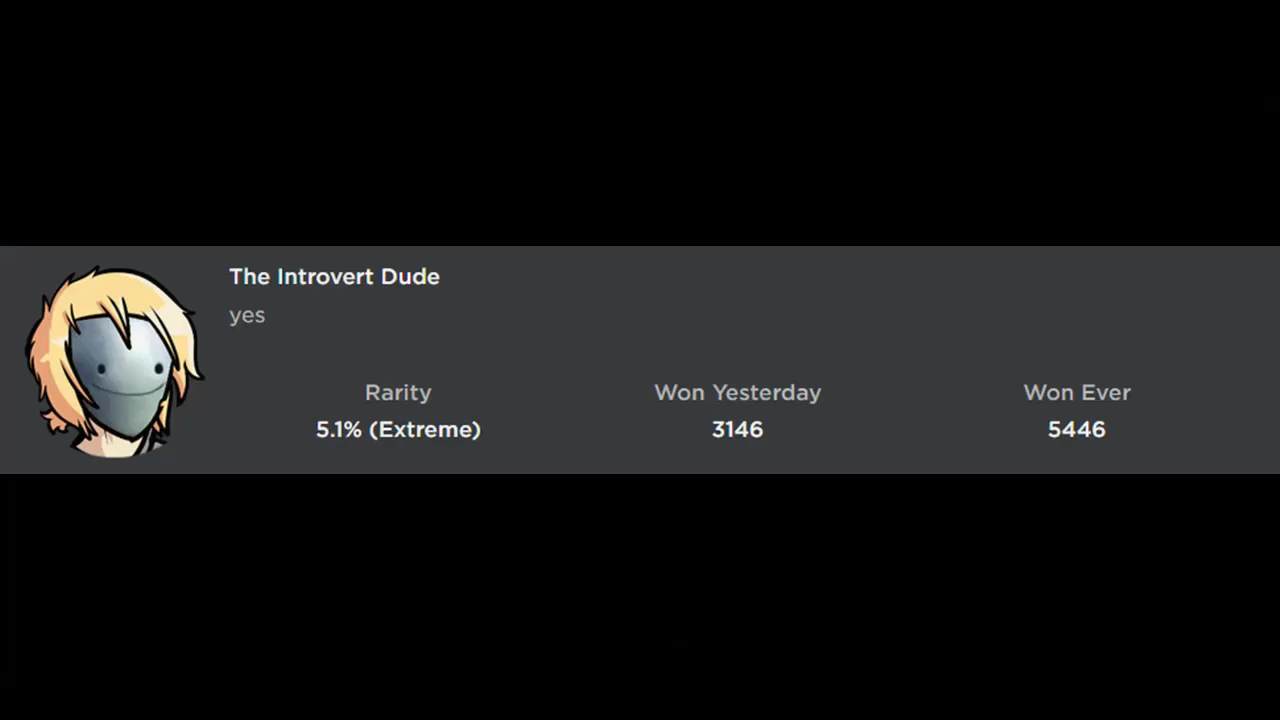 The Introvert Dude
yes
Rarity Won Yesterday Won Ever
5.1% (Extreme) 3146 5446